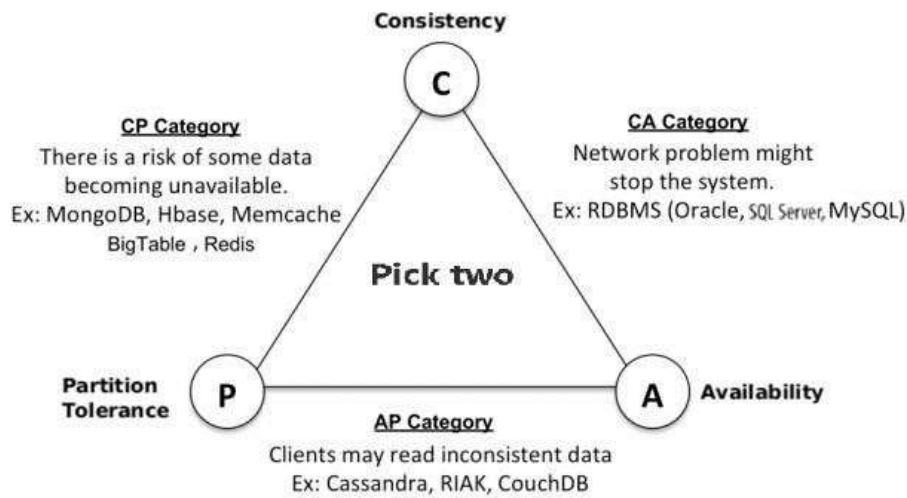 Consistency
C
CP Category
There is a risk of some data
becoming unavailable.
Ex: MongoDB, Hbase, Memcache
BigTable , Redis
CA Category
Network problem might
stop the system.
Ex: RDBMS (Oracle, SQL Server, MySQL)
Pick two
Partition
Tolerance
P
A
Availability
AP Category
Clients may read inconsistent data
Ex: Cassandra, RIAK, CouchDB